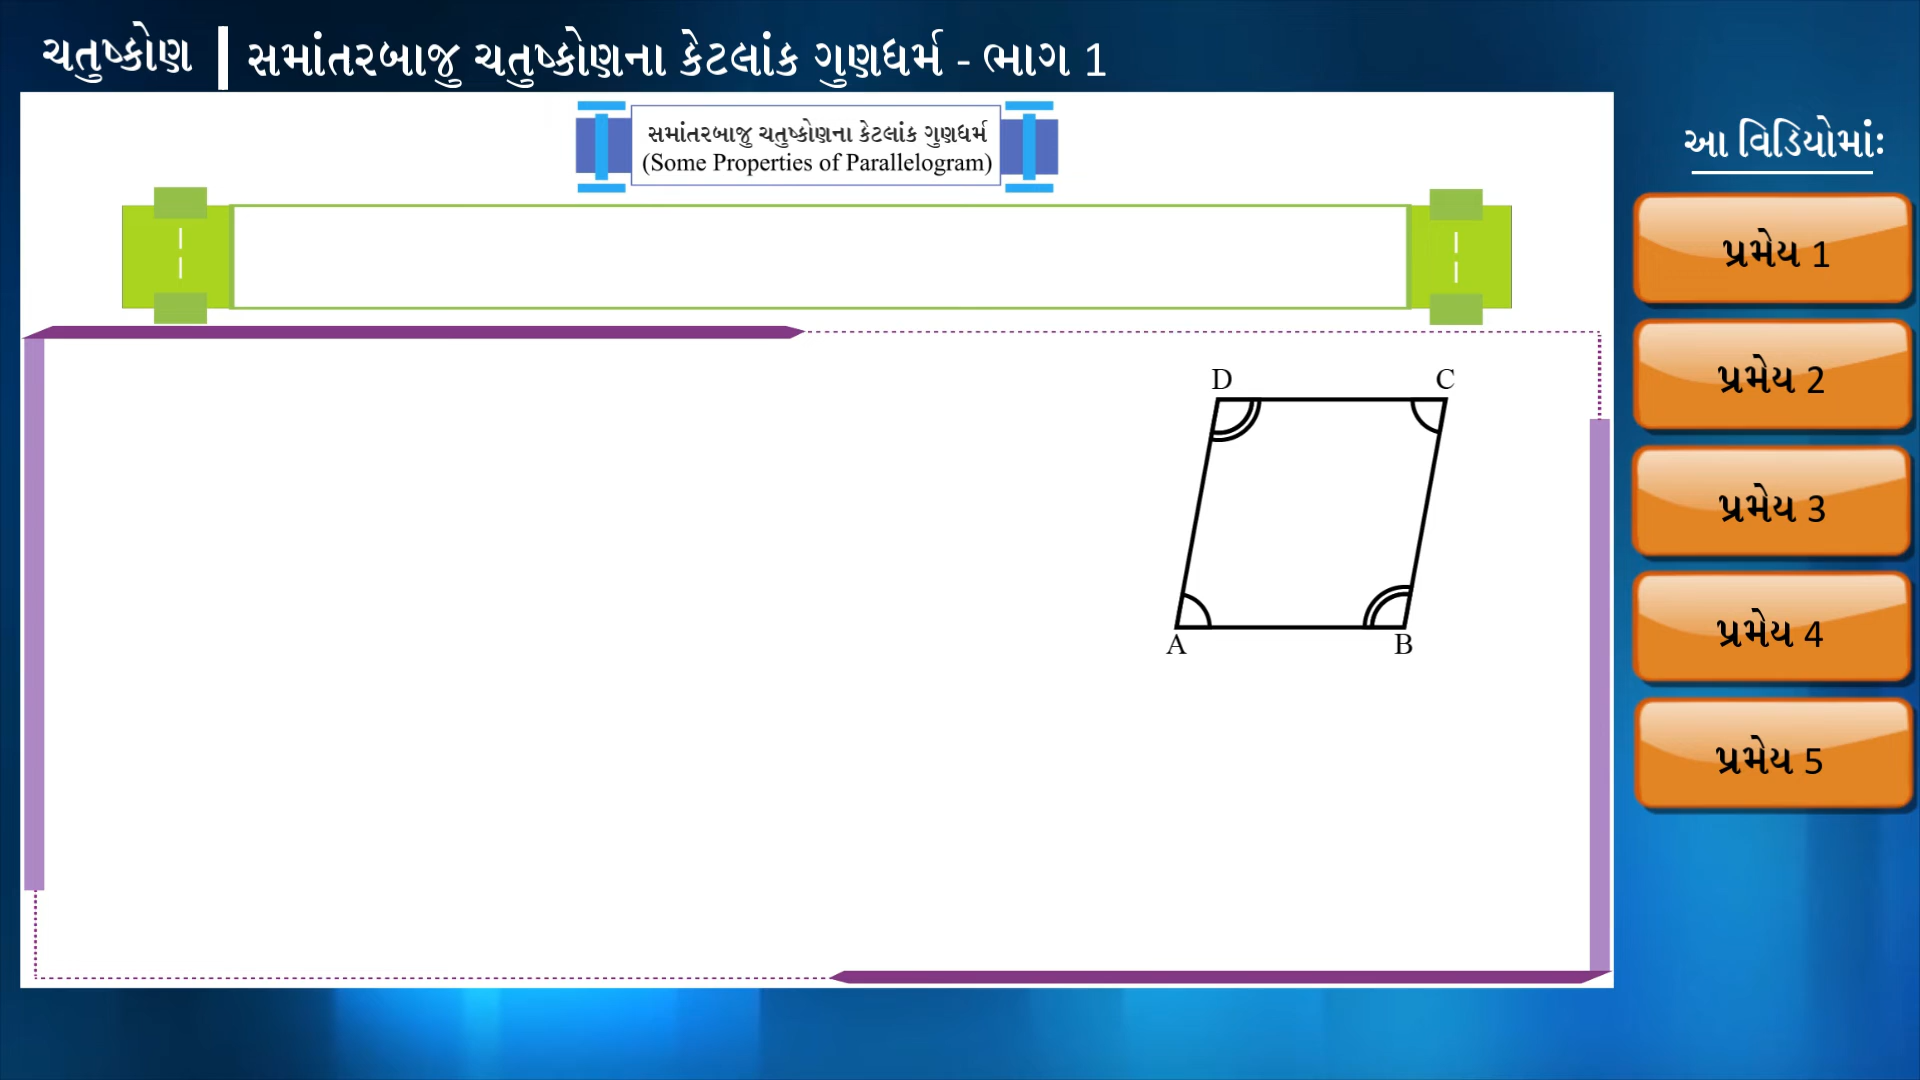 ચતુષ્કોણ | સમાંતરબાજુ ચતુષ્કોણના કેટલાંક ગુણધર્મ - ભાગ 1
સમાંતરબાજુ ચતુષ્કોણના કેટલાંક ગુણધર્મ
(Some Properties of Parallelogram)
આ વિડિયોમાં:
પ્રમેય 1
પ્રમેય 2
પ્રમેય 3
પ્રમેય 4
પ્રમેય 5
D C
A B